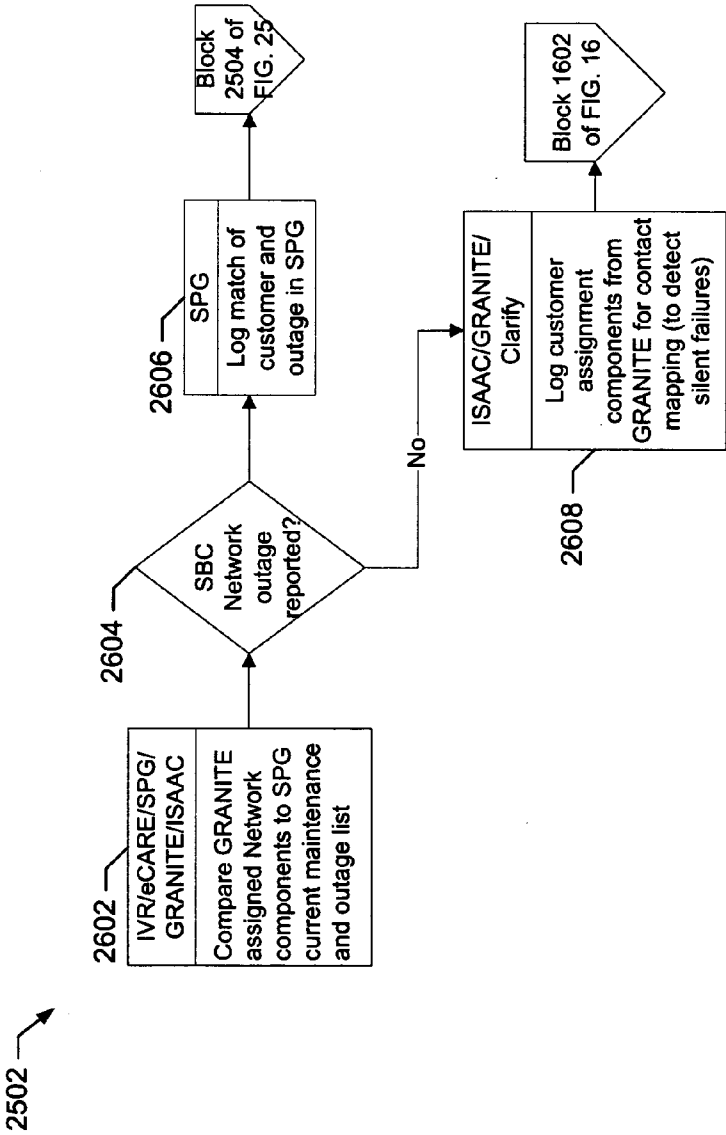 2502
2602
IVR/eCARE/SPG/
GRANITE/ISAAC
Compare GRANITE
assigned Network
components to SPG
current maintenance
and outage list
2604
SBC
Network
outage
reported?
2606
SPG
Log match of
customer and
outage in SPG
Block
2504 of
FIG. 25
No
2608
ISAAC/GRANITE/
Clarify
Log customer
assignment
components from
GRANITE for contact
mapping (to detect
silent failures)
Block 1602
of FIG. 16